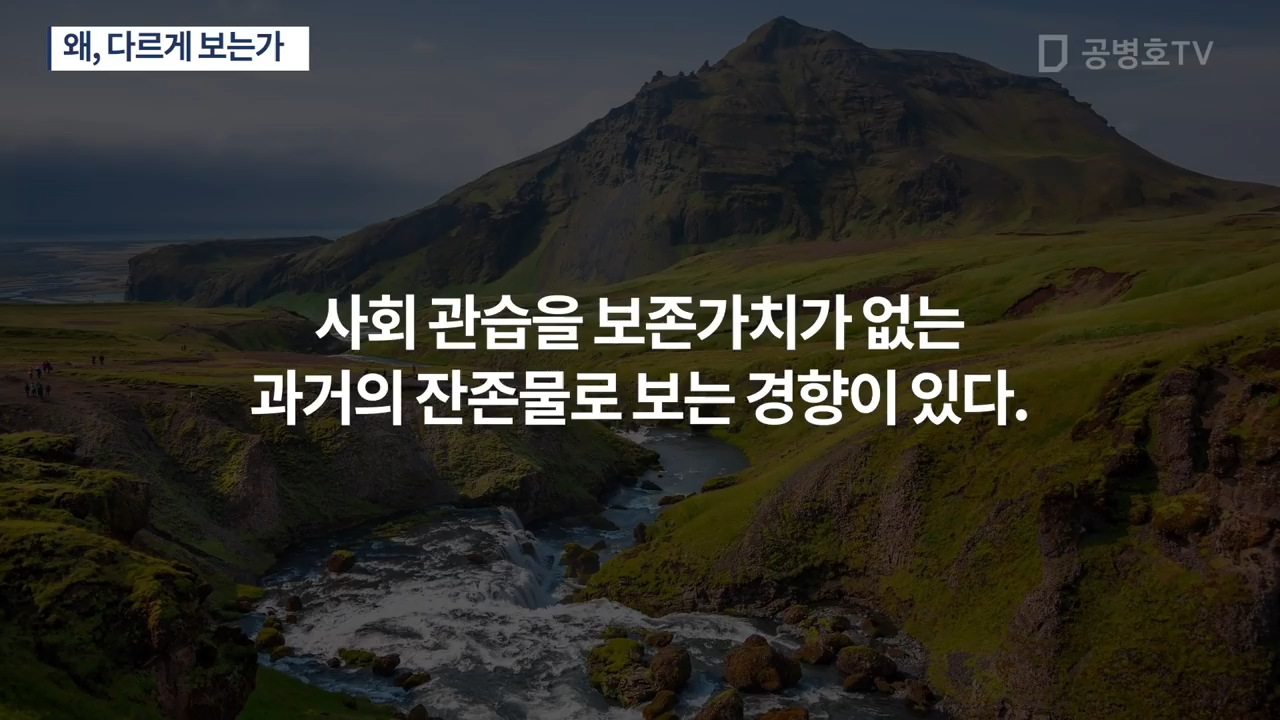 왜, 다르게 보는가
공병호TV
사회 관습을 보존가치가 없는
과거의 잔존물로 보는 경향이 있다.